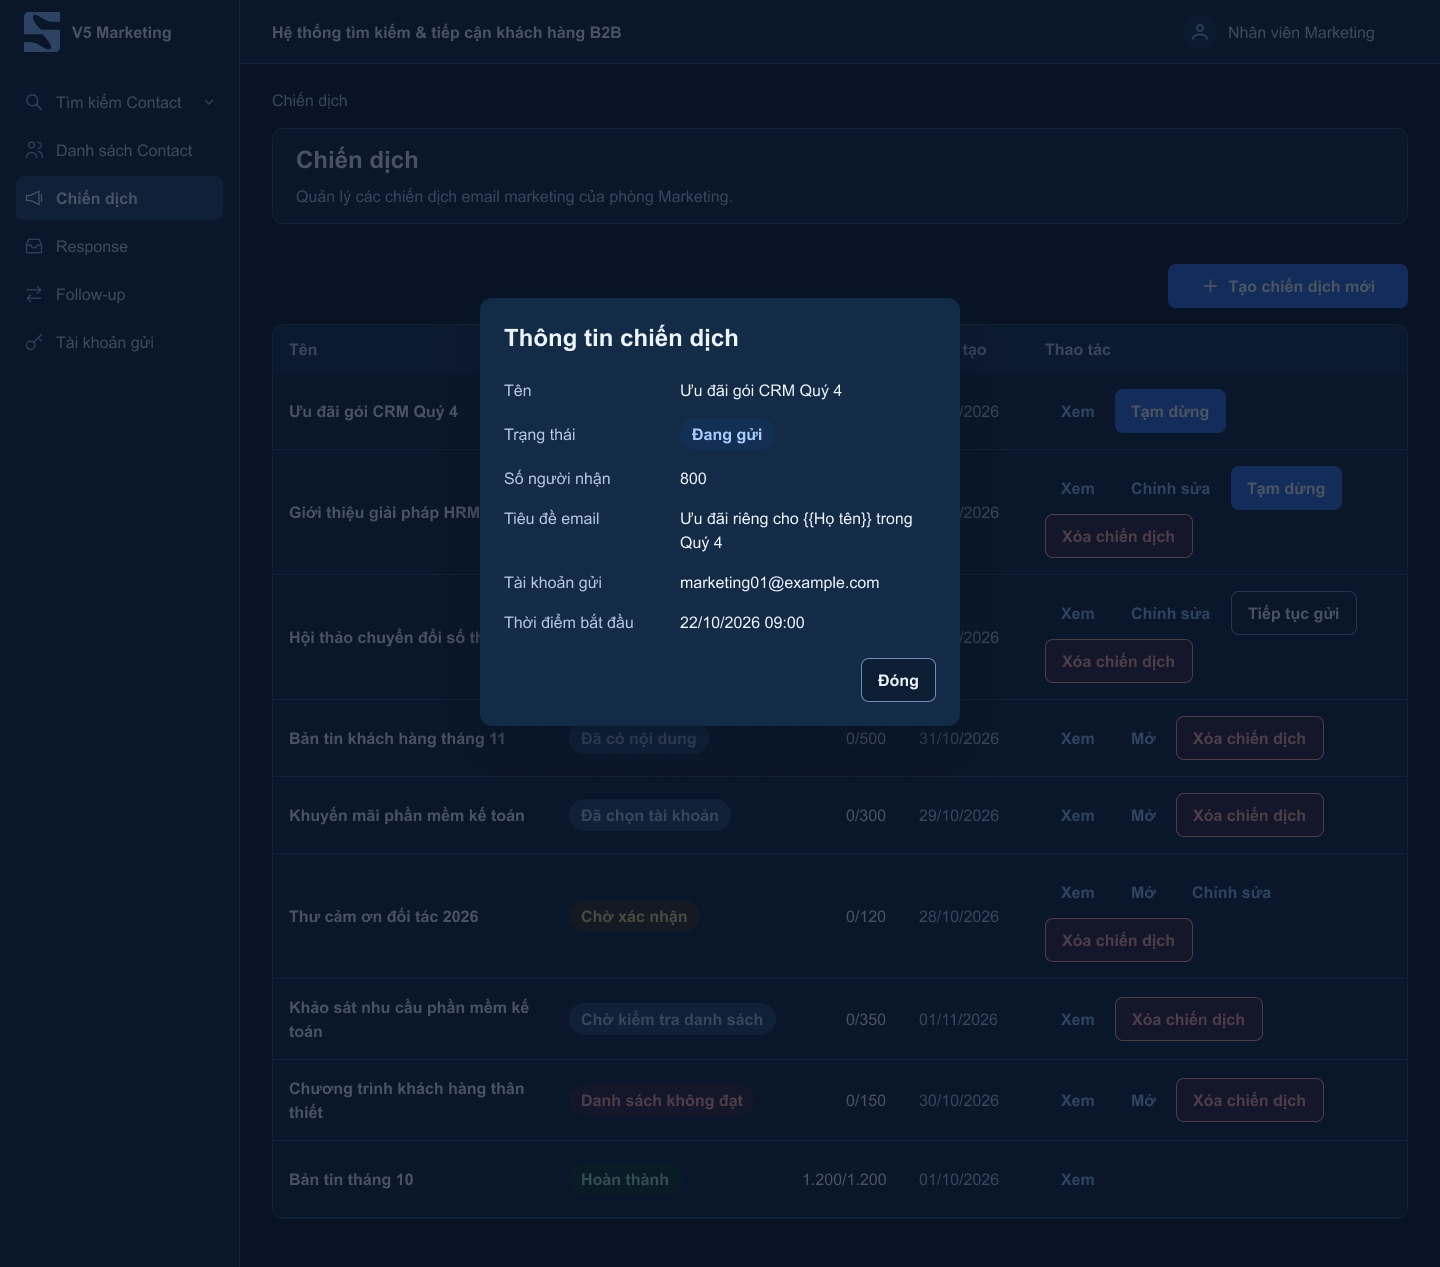 V5 Marketing
Hệ thống tìm kiếm & tiếp cận khách hàng B2B
Nhân viên Marketing
Tìm kiếm Contact
Danh sách Contact
Chiến dịch
Response
Follow-up
Tài khoản gửi
Chiến dịch
Chiến dịch
Quản lý các chiến dịch email marketing của phòng Marketing.
Tạo chiến dịch mới
Tên
tạo
Thao tác
Ưu đãi gói CRM Quý 4
/2026
Xem
Tạm dừng
Giới thiệu giải pháp HRM
/2026
Xem
Chỉnh sửa
Tạm dừng
Xóa chiến dịch
Hội thảo chuyển đổi số
/2026
Xem
Chỉnh sửa
Tiếp tục gửi
Xóa chiến dịch
Thông tin chiến dịch
Tên
Ưu đãi gói CRM Quý 4
Trạng thái
Đang gửi
Số người nhận
800
Tiêu đề email
Ưu đãi riêng cho {{Họ tên}} trong
Quý 4
Tài khoản gửi
marketing01@example.com
Thời điểm bắt đầu
22/10/2026 09:00
Đóng
Bản tin khách hàng tháng 11
Đã có nội dung
0/500
31/10/2026
Xem
Mở
Xóa chiến dịch
Khuyến mãi phần mềm kế toán
Đã chọn tài khoản
0/300
29/10/2026
Xem
Mở
Xóa chiến dịch
Thư cảm ơn đối tác 2026
Chờ xác nhận
0/120
28/10/2026
Xem
Mở
Chỉnh sửa
Xóa chiến dịch
Khảo sát nhu cầu phần mềm kế
toán
Chờ kiểm tra danh sách
0/350
01/11/2026
Xem
Xóa chiến dịch
Chương trình khách hàng thân
thiết
Danh sách không đạt
0/150
30/10/2026
Xem
Mở
Xóa chiến dịch
Bản tin tháng 10
Hoàn thành
1.200/1.200
01/10/2026
Xem